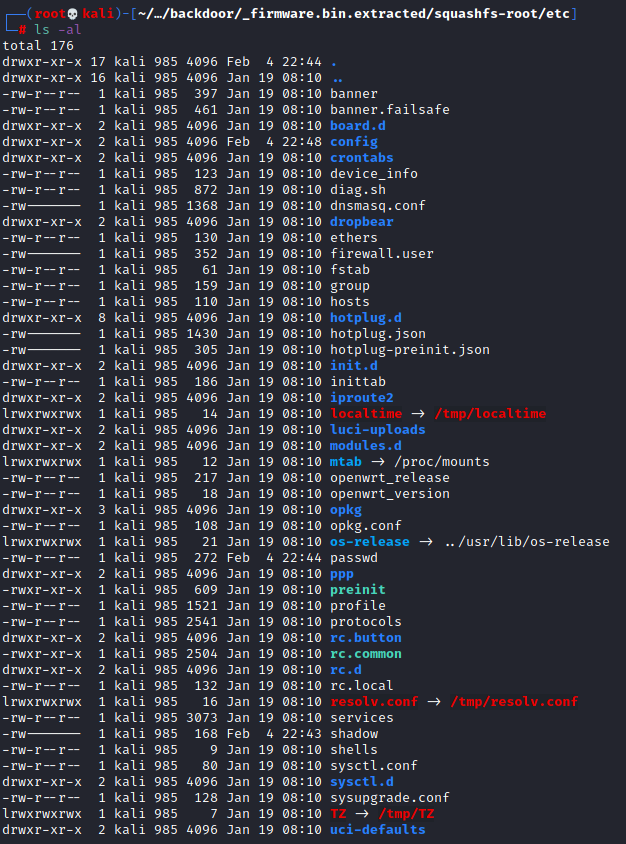 ┌──(root💀kali)-[~/…/backdoor/_firmware.bin.extracted/squashfs-root/etc]
└─# ls -al
total 176
drwxr-xr-x 17 kali 985 4096 Feb  4 22:44 .
drwxr-xr-x 16 kali 985 4096 Jan 19 08:10 ..
-rw-r--r--  1 kali 985  397 Jan 19 08:10 banner
-rw-r--r--  1 kali 985  461 Jan 19 08:10 banner.failsafe
drwxr-xr-x  2 kali 985 4096 Jan 19 08:10 board.d
drwxr-xr-x  2 kali 985 4096 Feb  4 22:48 config
drwxr-xr-x  2 kali 985 4096 Jan 19 08:10 crontabs
-rw-r--r--  1 kali 985  123 Jan 19 08:10 device_info
-rw-r--r--  1 kali 985  872 Jan 19 08:10 diag.sh
-rw-------  1 kali 985 1368 Jan 19 08:10 dnsmasq.conf
drwxr-xr-x  2 kali 985 4096 Jan 19 08:10 dropbear
-rw-r--r--  1 kali 985  130 Jan 19 08:10 ethers
-rw-------  1 kali 985  352 Jan 19 08:10 firewall.user
-rw-r--r--  1 kali 985   61 Jan 19 08:10 fstab
-rw-r--r--  1 kali 985  159 Jan 19 08:10 group
-rw-r--r--  1 kali 985  110 Jan 19 08:10 hosts
drwxr-xr-x  8 kali 985 4096 Jan 19 08:10 hotplug.d
-rw-------  1 kali 985 1430 Jan 19 08:10 hotplug.json
-rw-------  1 kali 985  305 Jan 19 08:10 hotplug-preinit.json
drwxr-xr-x  2 kali 985 4096 Jan 19 08:10 init.d
-rw-r--r--  1 kali 985  186 Jan 19 08:10 inittab
drwxr-xr-x  2 kali 985 4096 Jan 19 08:10 iproute2
lrwxrwxrwx  1 kali 985   14 Jan 19 08:10 localtime -> /tmp/localtime
drwxr-xr-x  2 kali 985 4096 Jan 19 08:10 luci-uploads
drwxr-xr-x  2 kali 985 4096 Jan 19 08:10 modules.d
lrwxrwxrwx  1 kali 985   12 Jan 19 08:10 mtab -> /proc/mounts
-rw-r--r--  1 kali 985  217 Jan 19 08:10 openwrt_release
-rw-r--r--  1 kali 985   18 Jan 19 08:10 openwrt_version
drwxr-xr-x  3 kali 985 4096 Jan 19 08:10 opkg
-rw-r--r--  1 kali 985  108 Jan 19 08:10 opkg.conf
lrwxrwxrwx  1 kali 985   21 Jan 19 08:10 os-release -> ../usr/lib/os-release
-rw-r--r--  1 kali 985  272 Feb  4 22:44 passwd
drwxr-xr-x  2 kali 985 4096 Jan 19 08:10 ppp
-rwxr-xr-x  1 kali 985  609 Jan 19 08:10 preinit
-rw-r--r--  1 kali 985 1521 Jan 19 08:10 profile
-rw-r--r--  1 kali 985 2541 Jan 19 08:10 protocols
drwxr-xr-x  2 kali 985 4096 Jan 19 08:10 rc.button
-rwxr-xr-x  1 kali 985 2504 Jan 19 08:10 rc.common
drwxr-xr-x  2 kali 985 4096 Jan 19 08:10 rc.d
-rw-r--r--  1 kali 985  132 Jan 19 08:10 rc.local
lrwxrwxrwx  1 kali 985   16 Jan 19 08:10 resolv.conf -> /tmp/resolv.conf
-rw-r--r--  1 kali 985 3073 Jan 19 08:10 services
-rw-------  1 kali 985  168 Feb  4 22:43 shadow
-rw-r--r--  1 kali 985    9 Jan 19 08:10 shells
-rw-r--r--  1 kali 985   80 Jan 19 08:10 sysctl.conf
drwxr-xr-x  2 kali 985 4096 Jan 19 08:10 sysctl.d
-rw-r--r--  1 kali 985  128 Jan 19 08:10 sysupgrade.conf
lrwxrwxrwx  1 kali 985    7 Jan 19 08:10 TZ -> /tmp/TZ
drwxr-xr-x  2 kali 985 4096 Jan 19 08:10 uci-defaults